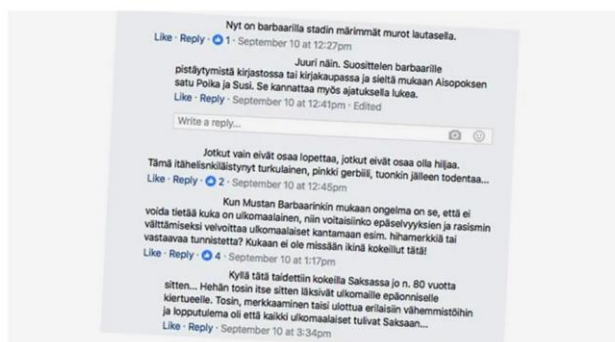 Nyt on barbaarilla stadin märimmät murot lautasella.
Like · Reply · 1 · September 10 at 12:27pm
Juuri näin. Suosittelen barbaarille
pistäytymistä kirjastossa tai kirjakaupassa ja sieltä mukaan Aisopoksen
satu Poika ja Susi. Se kannattaa myös ajatuksella lukea.
Like · Reply · September 10 at 12:41pm · Edited
Write a reply...
Jotkut vain eivät osaa lopettaa, jotkut eivät osaa olla hiljaa.
Tämä itähelisnkiläistynyt turkulainen, pinkki gerbiili, tuonkin jälleen todentaa...
Like · Reply · 2 · September 10 at 12:45pm
Kun Mustan Barbaarinkin mukaan ongelma on se, että ei
voida tietää kuka on ulkomaalainen, niin voitaisiinko epäselvyyksien ja rasismin
välttämiseksi velvoittaa ulkomaalaiset kantamaan esim. hihamerkkiä tai
vastaavaa tunnistetta? Kukaan ei ole missään ikinä kokeillut tätä!
Like · Reply · 4 · September 10 at 1:17pm
Kyllä tätä taidettiin kokeilla Saksassa jo n. 80 vuotta
sitten... Hehän tosin itse sitten läksivät ulkomaille epäonniselle
kiertueelle. Tosin, merkkaaminen taisi ulottua erilaisiin vähemmistöihin
ja lopputulema oli että kaikki ulkomaalaiset tulivat Saksaan...
Like · Reply · September 10 at 3:34pm